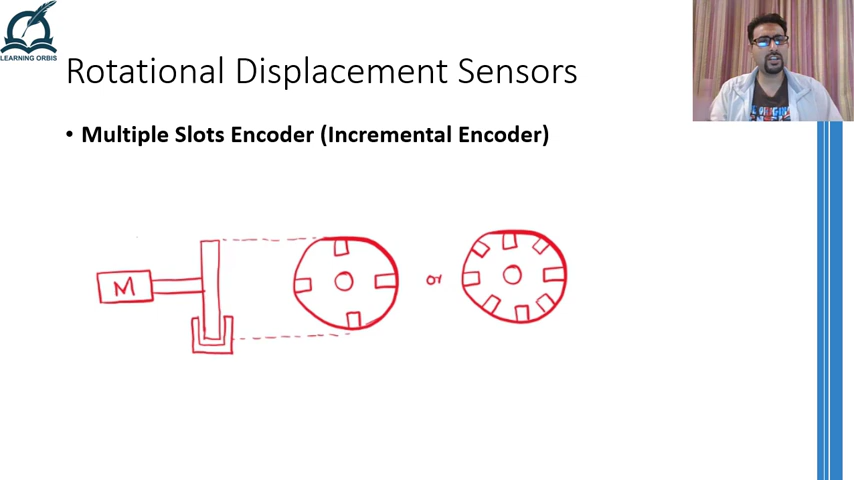 LEARNING ORBIS
Rotational Displacement Sensors
• Multiple Slots Encoder (Incremental Encoder)
M
or